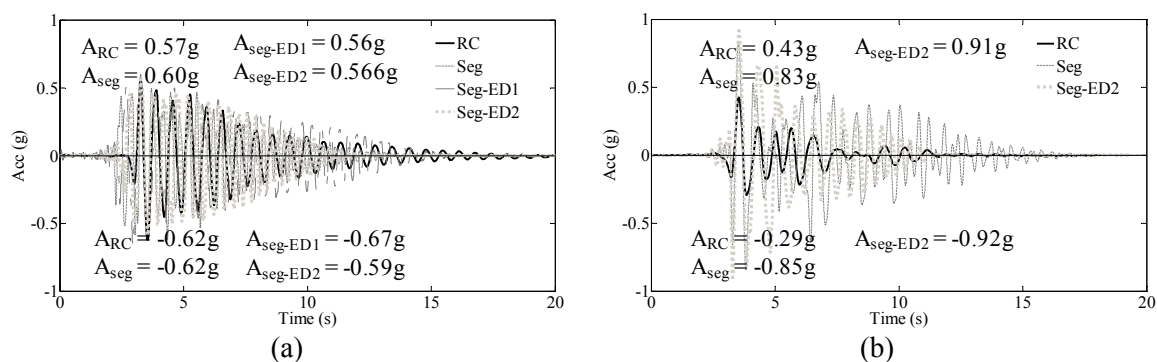 1
0.5
0
-0.5
-1
Acc (g)
A_RC = 0.57g
A_seg = 0.60g
A_seg-ED1 = 0.56g
A_seg-ED2 = 0.566g
RC
Seg
Seg-ED1
Seg-ED2
A_RC = -0.62g
A_seg = -0.62g
A_seg-ED1 = -0.67g
A_seg-ED2 = -0.59g
0 5 10 15 20
Time (s)
(a)
1
0.5
0
-0.5
-1
Acc (g)
A_RC = 0.43g
A_seg = 0.83g
A_seg-ED2 = 0.91g
RC
Seg
Seg-ED2
A_RC = -0.29g
A_seg = -0.85g
A_seg-ED2 = -0.92g
0 5 10 15 20
Time (s)
(b)